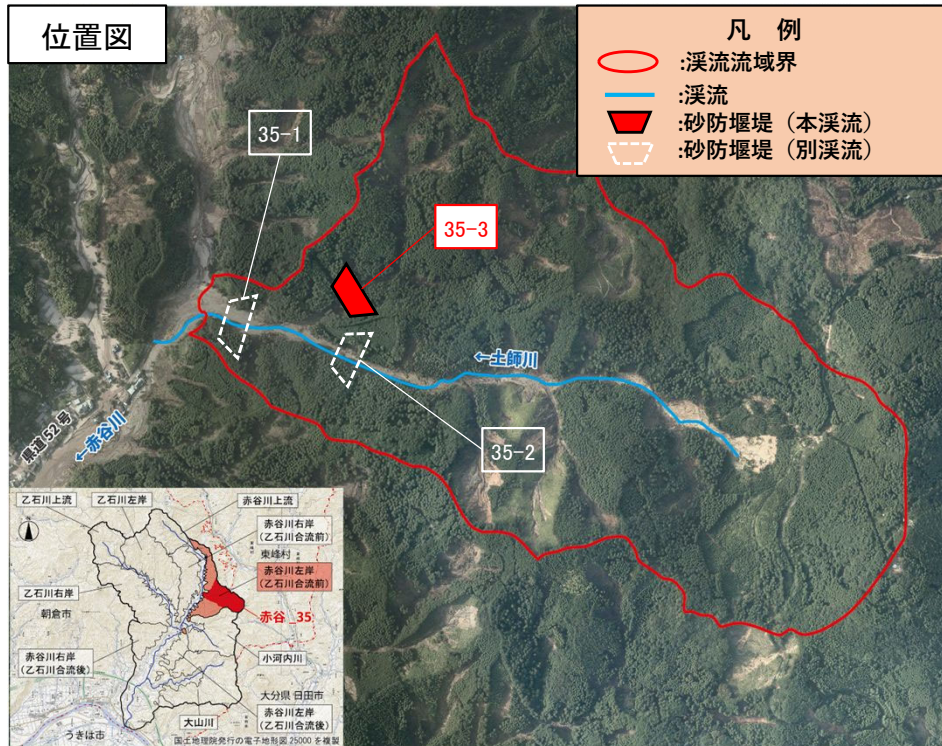 位置図
凡 例
:渓流流域界
:渓流
:砂防堰堤（本渓流）
:砂防堰堤（別渓流）
35-1
35-3
←土師川
35-2
県道52号
←赤谷川
乙石川上流
乙石川左岸
赤谷川上流
赤谷川右岸
（乙石川合流前）
東峰村
赤谷川左岸
（乙石川合流前）
乙石川右岸
朝倉市
赤谷_35
赤谷川右岸
（乙石川合流後）
小河内川
大分県 日田市
大山川
赤谷川左岸
（乙石川合流後）
うきは市
国土地理院発行の電子地形図25000を複製